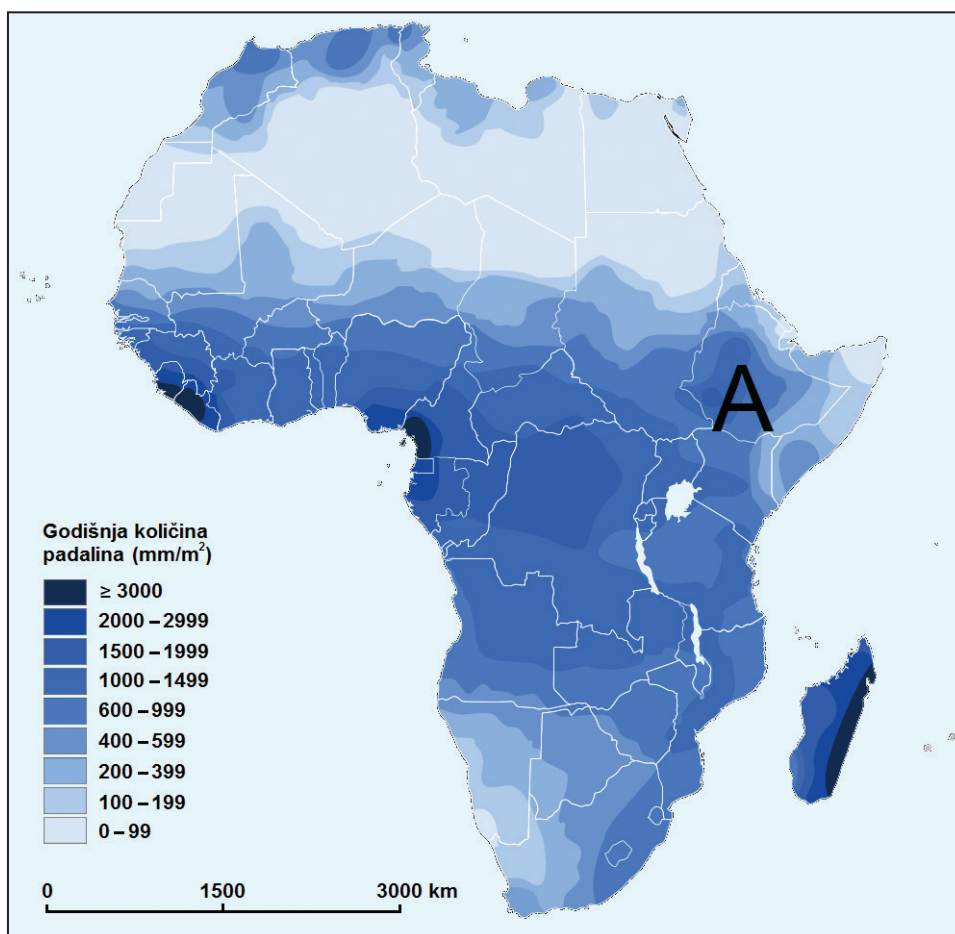 A
Godišnja količina
padalina (mm/m²)
≥ 3000
2000 – 2999
1500 – 1999
1000 – 1499
600 – 999
400 – 599
200 – 399
100 – 199
0 – 99
0 1500 3000 km